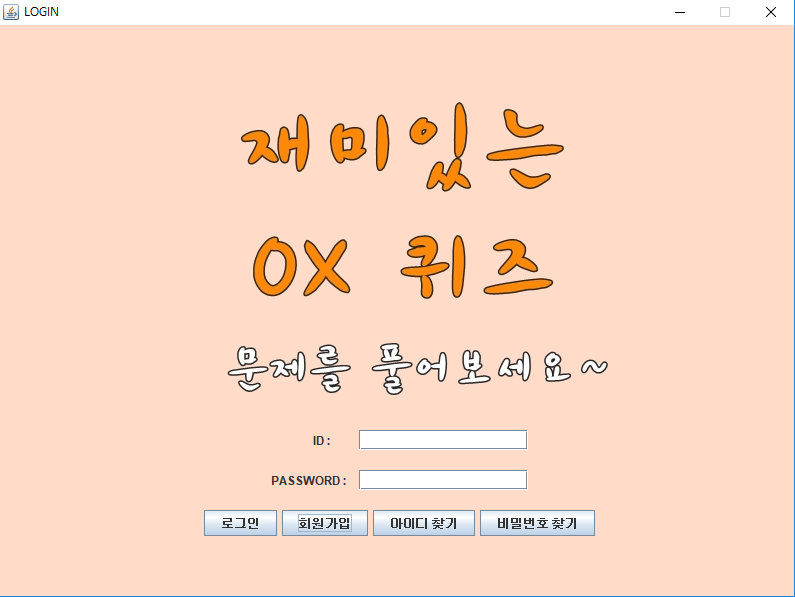 LOGIN
재미있는
OX 퀴즈
문제를 풀어보세요~
ID :
PASSWORD :
로그인 회원가입 아이디 찾기 비밀번호 찾기